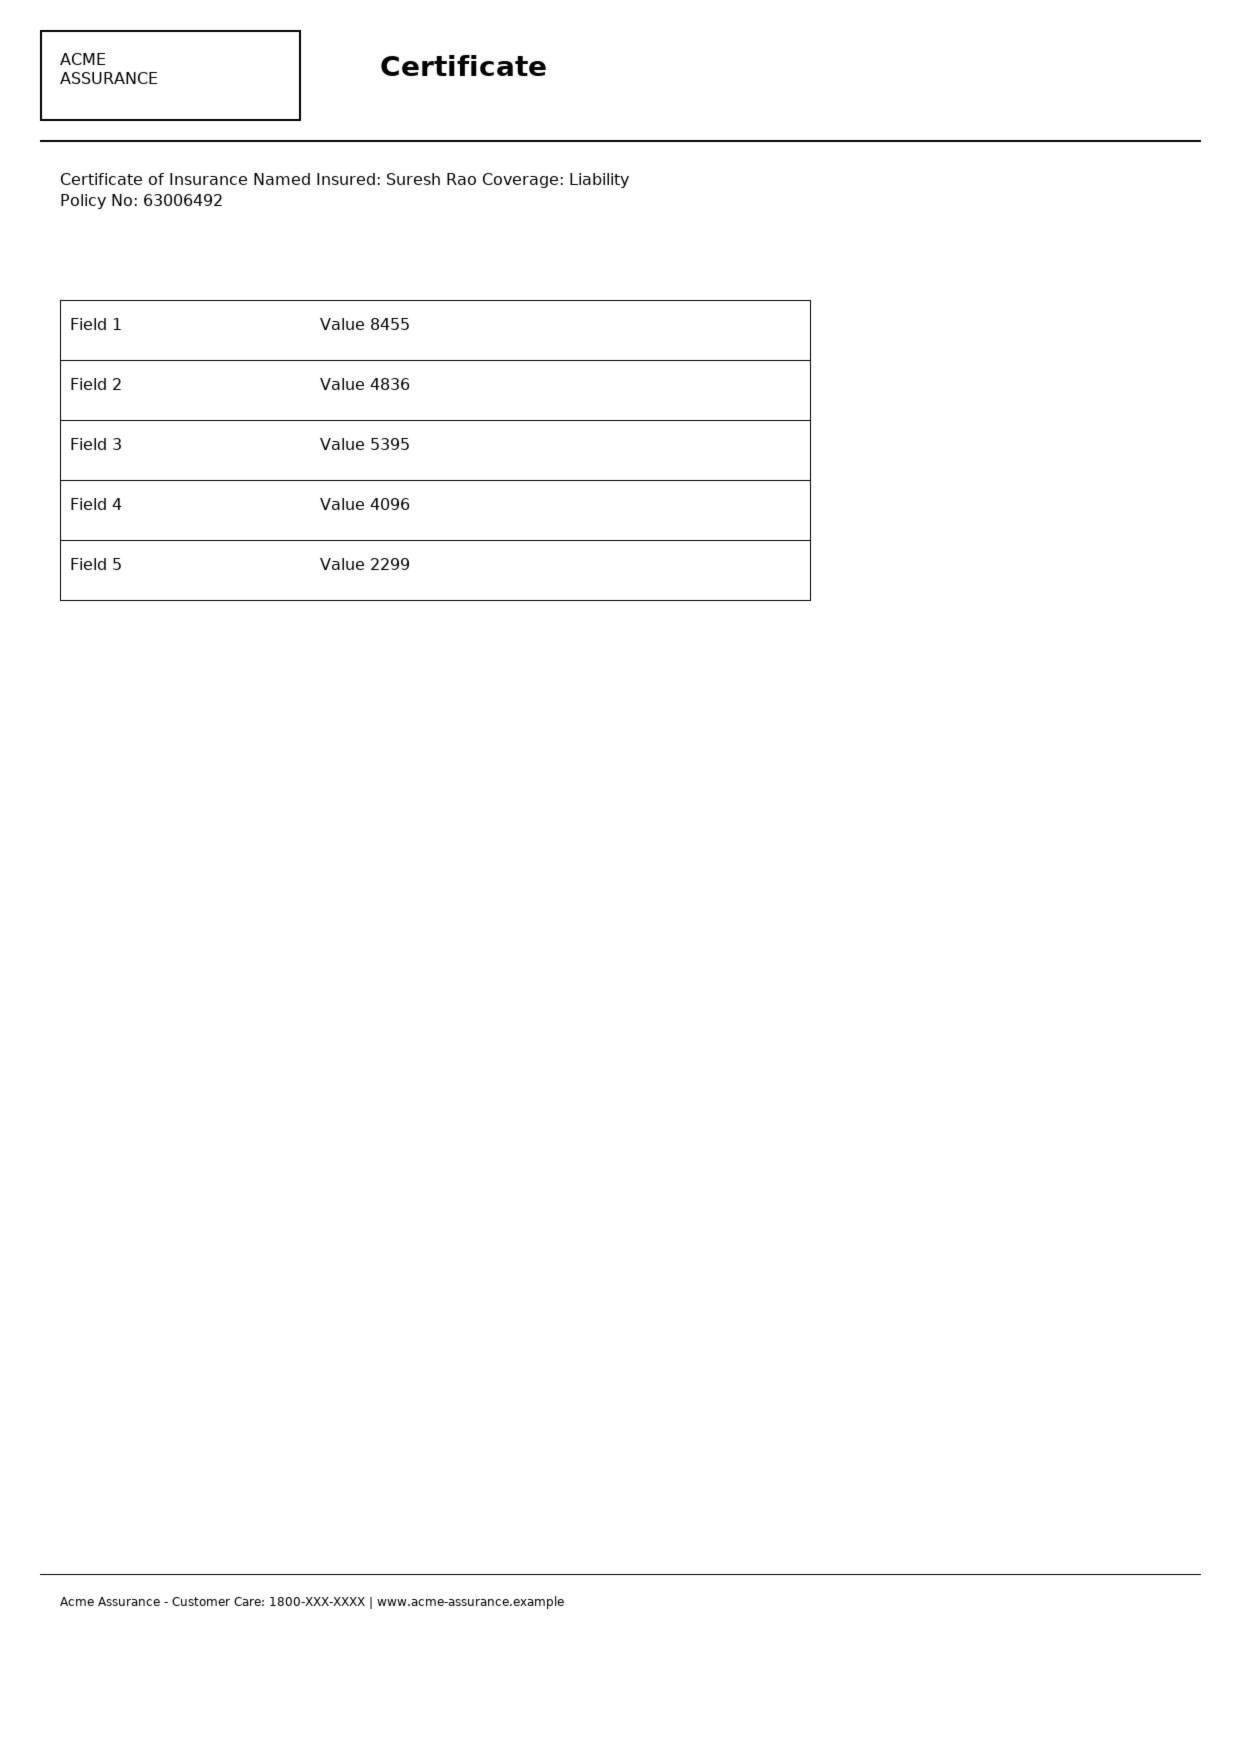 ACME
ASSURANCE
Certificate
Certificate of Insurance Named Insured: Suresh Rao Coverage: Liability
Policy No: 63006492
Field 1 Value 8455
Field 2 Value 4836
Field 3 Value 5395
Field 4 Value 4096
Field 5 Value 2299
Acme Assurance - Customer Care: 1800-XXX-XXXX | www.acme-assurance.example